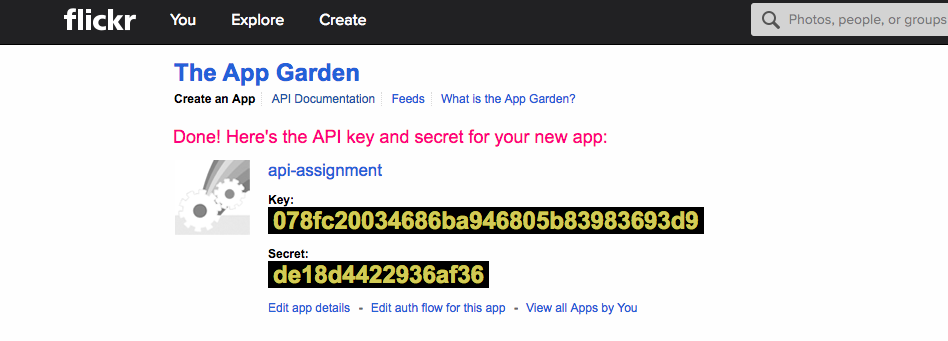 flickr You Explore Create Photos, people, or groups
The App Garden
Create an App API Documentation Feeds What is the App Garden?
Done! Here's the API key and secret for your new app:
api-assignment
Key:
078fc20034686ba946805b83983693d9
Secret:
de18d4422936af36
Edit app details - Edit auth flow for this app - View all Apps by You